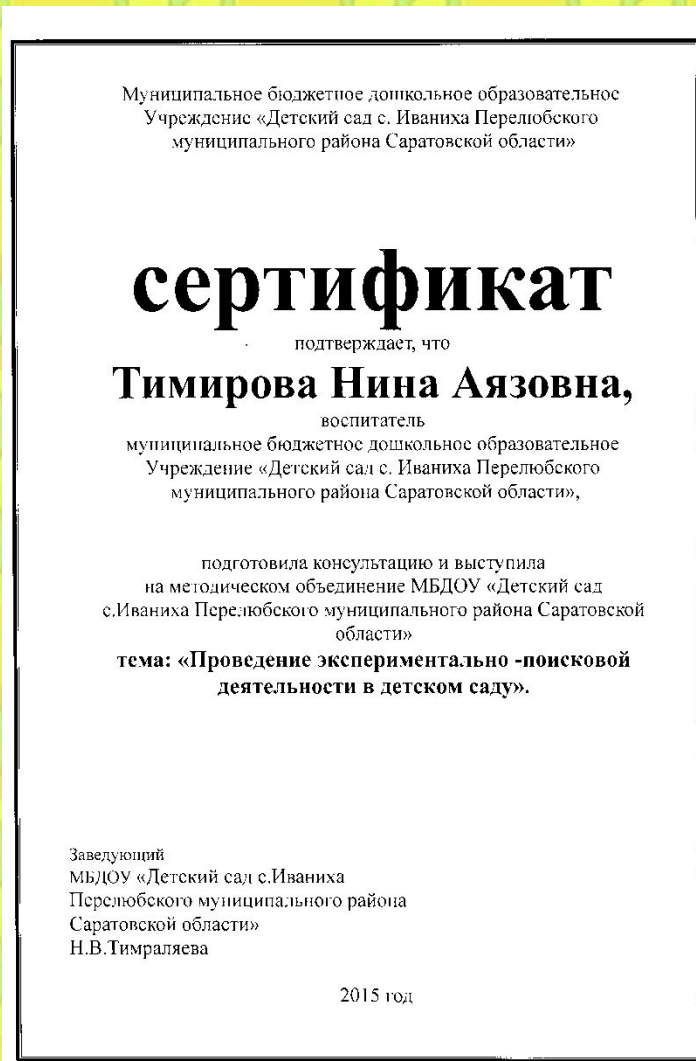 Муниципальное бюджетное дошкольное образовательное
Учреждение «Детский сад с. Иваниха Перелюбского
муниципального района Саратовской области»
сертификат
подтверждает, что
Тимирова Нина Аязовна,
воспитатель
муниципальное бюджетное дошкольное образовательное
Учреждение «Детский сад с. Иваниха Перелюбского
муниципального района Саратовской области»,
подготовила консультацию и выступила
на методическом объединение МБДОУ «Детский сад
с.Иваниха Перелюбского муниципального района Саратовской
области»
тема: «Проведение экспериментально -поисковой
деятельности в детском саду».
Заведующий
МБДОУ «Детский сад с.Иваниха
Перелюбского муниципального района
Саратовской области»
Н.В.Тимраляева
2015 год